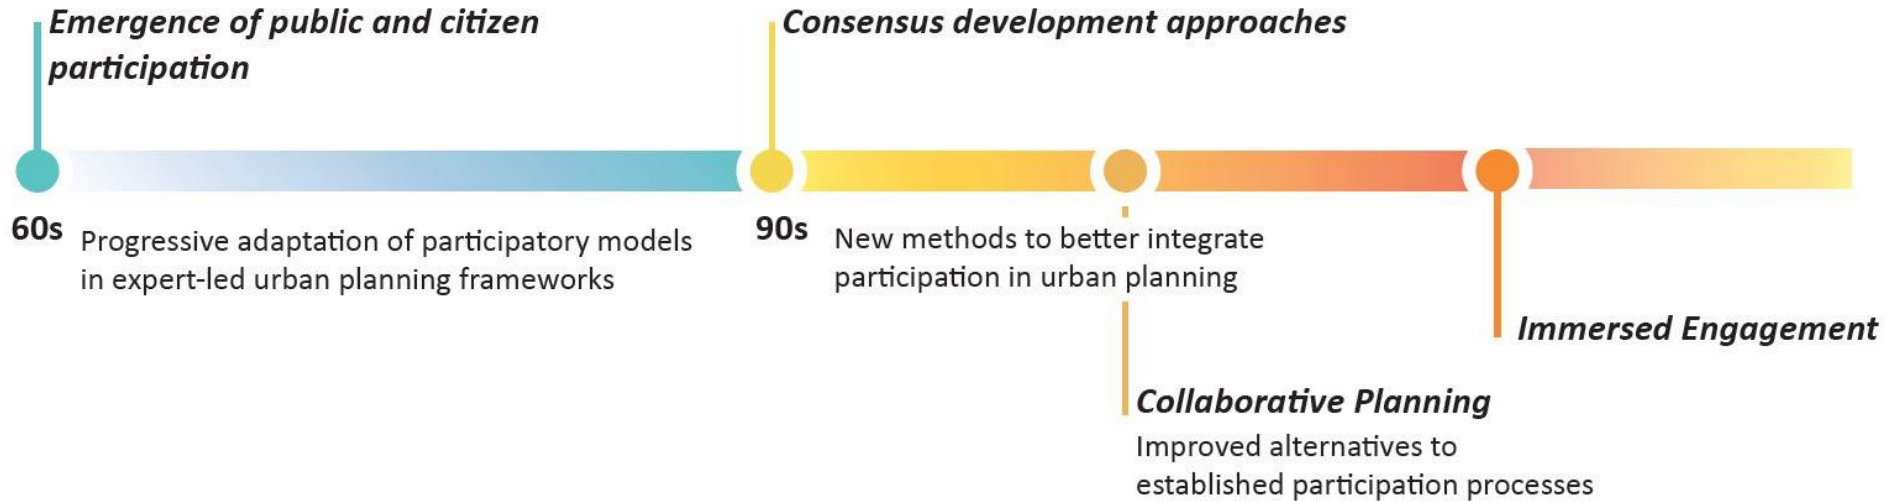 Emergence of public and citizen
participation
Consensus development approaches
60s
Progressive adaptation of participatory models
in expert-led urban planning frameworks
90s
New methods to better integrate
participation in urban planning
Immersed Engagement
Collaborative Planning
Improved alternatives to
established participation processes